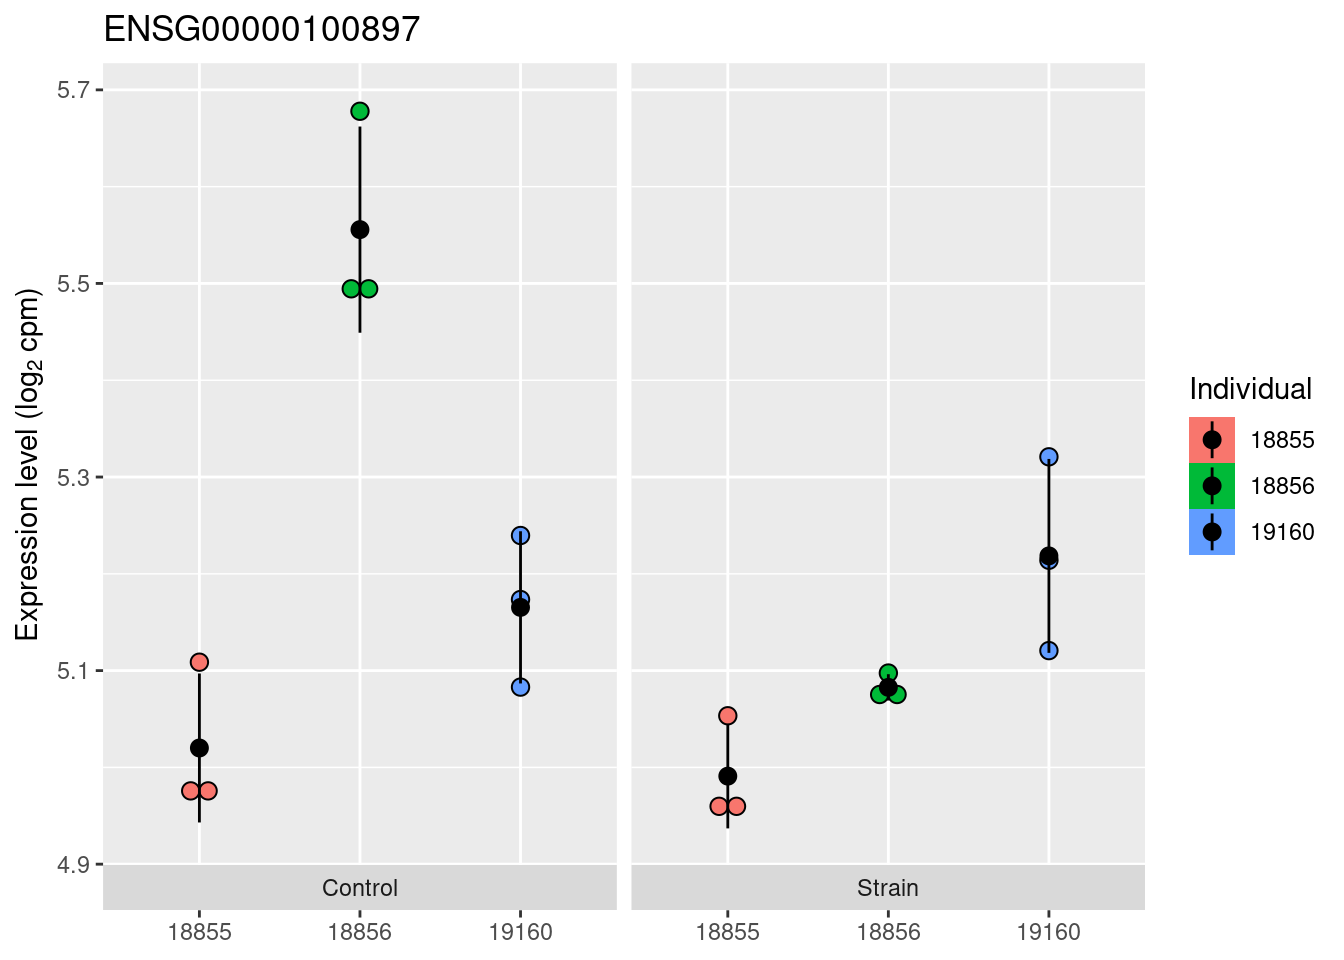 ENSG00000100897
Expression level (log₂ cpm)
5.7
5.5
5.3
5.1
4.9
Control
Strain
18855
18856
19160
18855
18856
19160
Individual
18855
18856
19160